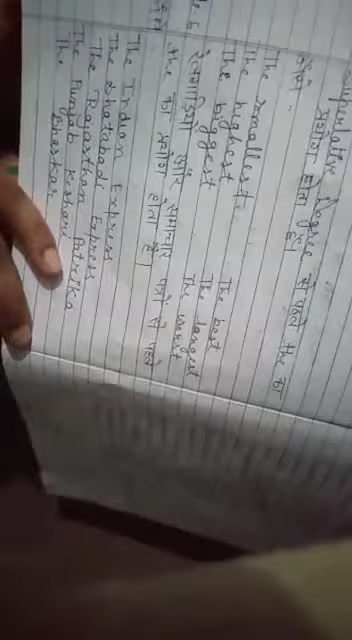 Superlative Degree से पहले the का
प्रयोग होता है।
जैसे -
The smallest The best
The highest The largest
The biggest The worst
रेलगाड़ियों और समाचार पत्रों से पहले
the का प्रयोग होता है।
The Indian Express
The Shatabadi Express
The Rajasthan Patrika
The Punjab Keshari
The Bhaskar